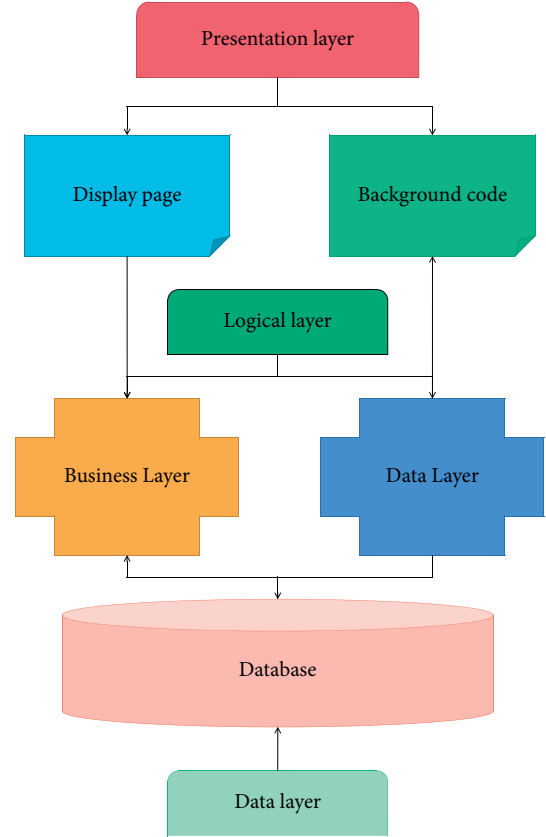 Presentation layer
Display page
Background code
Logical layer
Business Layer
Data Layer
Database
Data layer